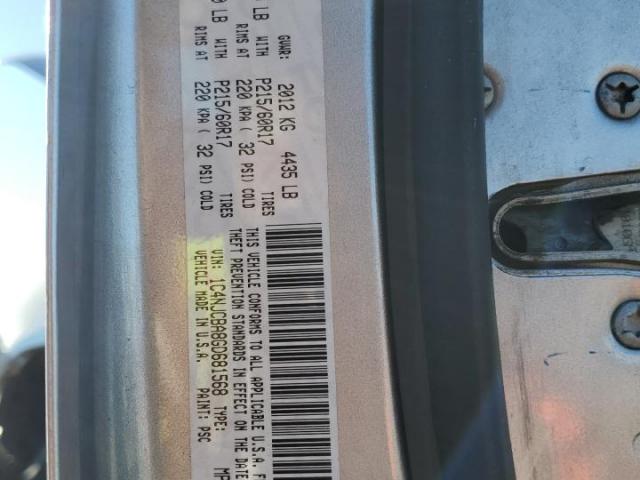 GVWR: 2012 KG 4435 LB
LB WITH P215/60R17 TIRES
RIMS AT 220 KPA ( 32 PSI) COLD
LB WITH P215/60R17 TIRES
RIMS AT 220 KPA ( 32 PSI) COLD
THIS VEHICLE CONFORMS TO ALL APPLICABLE U.S.A.
THEFT PREVENTION STANDARDS IN EFFECT ON THE DATE
VIN: 1C4NJCBA8GD681568 TYPE:
VEHICLE MADE IN U.S.A. PAINT: PSC